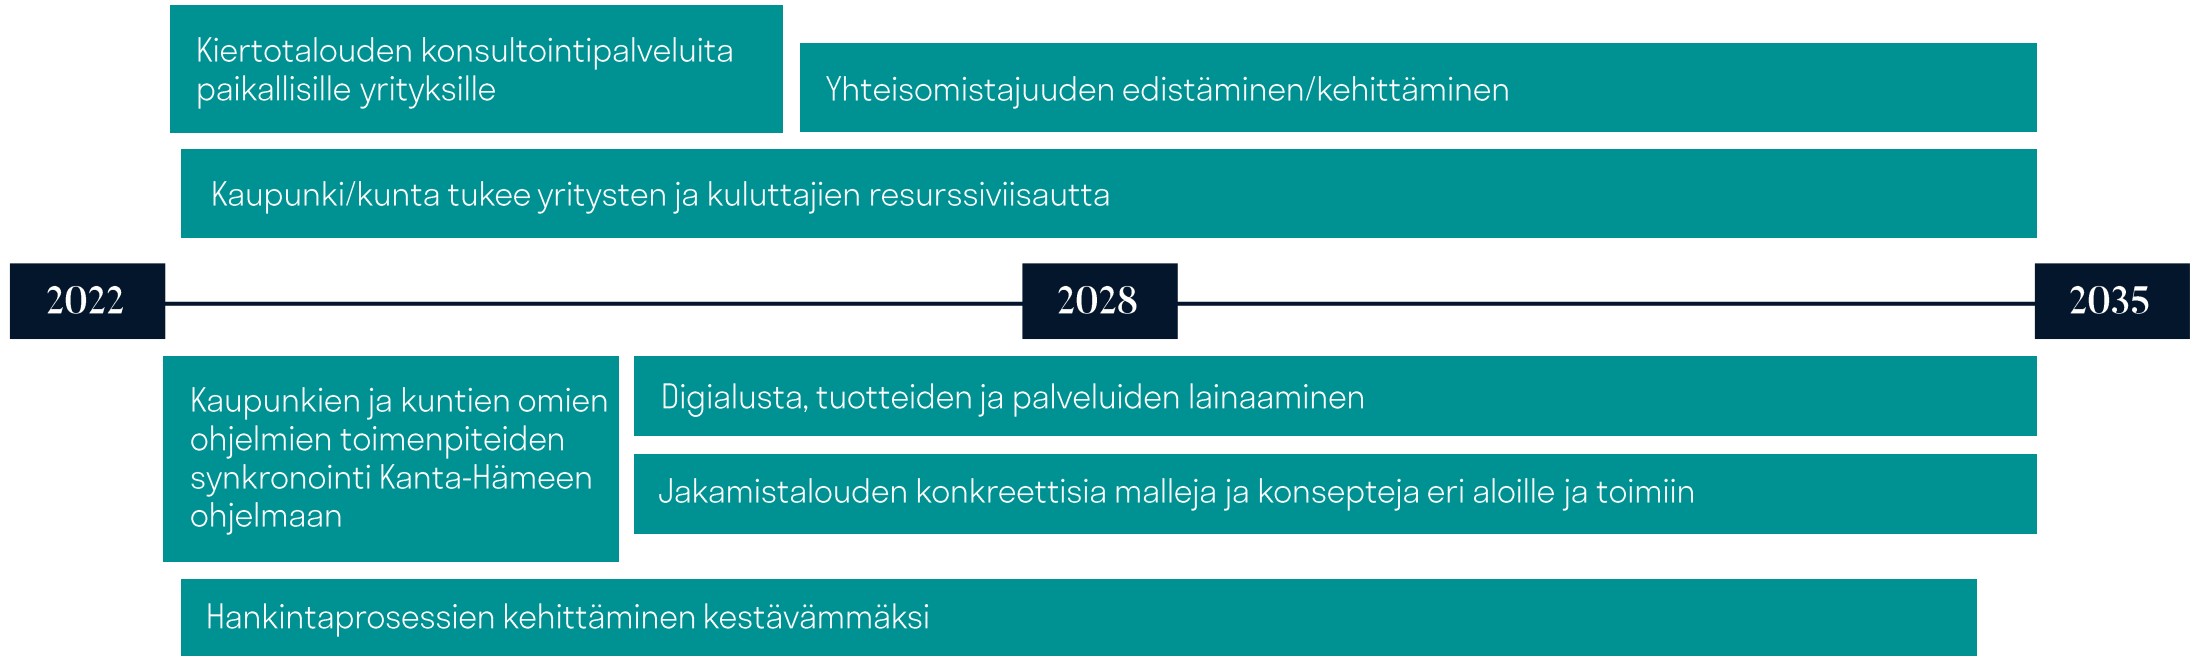 Kiertotalouden konsultointipalveluita
paikallisille yrityksille
Yhteisomistajuuden edistäminen/kehittäminen
Kaupunki/kunta tukee yritysten ja kuluttajien resurssiviisautta
2022
2028
2035
Kaupunkien ja kuntien omien
ohjelmien toimenpiteiden
synkronointi Kanta-Hämeen
ohjelmaan
Digialusta, tuotteiden ja palveluiden lainaaminen
Jakamistalouden konkreettisia malleja ja konsepteja eri aloille ja toimiin
Hankintaprosessien kehittäminen kestävämmäksi